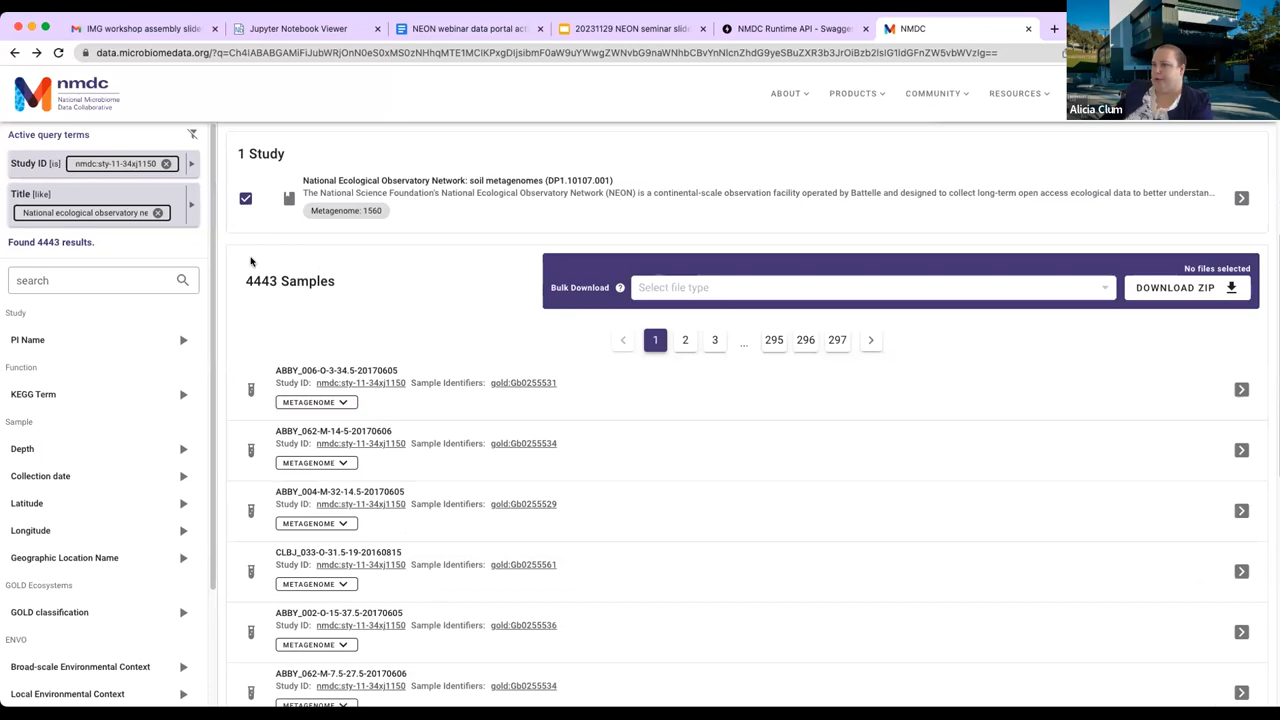 IMG workshop assembly slide
Jupyter Notebook Viewer
NEON webinar data portal ac
20231129 NEON seminar slid
NMDC Runtime API - Swagge
NMDC
Alicia Clum
nmdc
National Microbiome
Data Collaborative
ABOUT
PRODUCTS
COMMUNITY
RESOURCES
Active query terms
Study ID [is] nmdc:sty-11-34xj1150
Title [like]
National ecological observatory ne
Found 4443 results.
search
Study
PI Name
Function
KEGG Term
Sample
Depth
Collection date
Latitude
Longitude
Geographic Location Name
GOLD Ecosystems
GOLD classification
ENVO
Broad-scale Environmental Context
Local Environmental Context
1 Study
National Ecological Observatory Network: soil metagenomes (DP1.10107.001)
The National Science Foundation's National Ecological Observatory Network (NEON) is a continental-scale observation facility operated by Battelle and designed to collect long-term open access ecological data to better understan...
Metagenome: 1560
4443 Samples
No files selected
Bulk Download ? Select file type DOWNLOAD ZIP
1 2 3 ... 295 296 297
ABBY_006-O-3-34.5-20170605
Study ID: nmdc:sty-11-34xj1150 Sample Identifiers: gold:Gb0255531
METAGENOME
ABBY_062-M-14-5-20170606
Study ID: nmdc:sty-11-34xj1150 Sample Identifiers: gold:Gb0255534
METAGENOME
ABBY_004-M-32-14.5-20170605
Study ID: nmdc:sty-11-34xj1150 Sample Identifiers: gold:Gb0255529
METAGENOME
CLBJ_033-O-31.5-19-20160815
Study ID: nmdc:sty-11-34xj1150 Sample Identifiers: gold:Gb0255561
METAGENOME
ABBY_002-O-15-37.5-20170605
Study ID: nmdc:sty-11-34xj1150 Sample Identifiers: gold:Gb0255536
METAGENOME
ABBY_062-M-7.5-27.5-20170606
Study ID: nmdc:sty-11-34xj1150 Sample Identifiers: gold:Gb0255534
METAGENOME